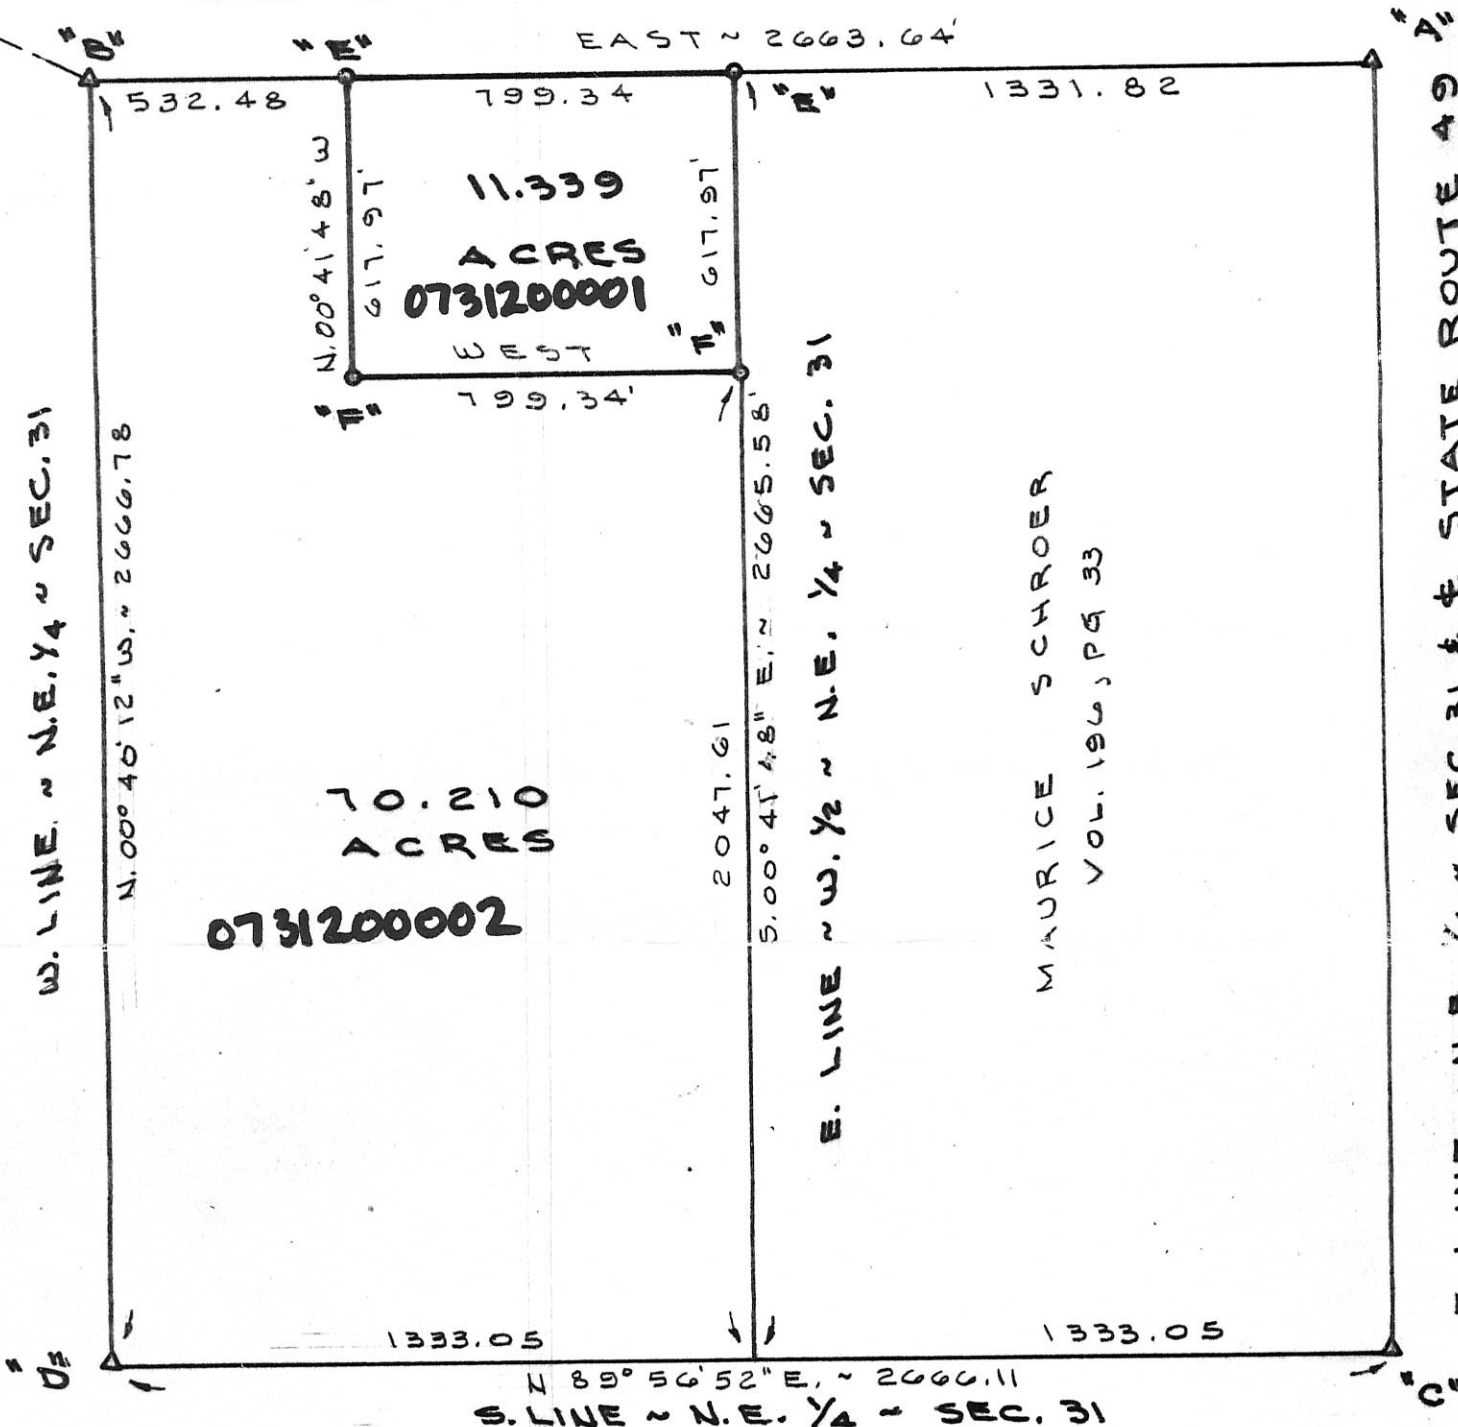 "B"
"E"
EAST ~ 2663.64'
"A"
532.48
799.34
"E"
1331.82
N.00°41'48" W
617.97'
11.339
ACRES
0731200001
617.97'
WEST
"F"
799.34'
"F"
W. LINE ~ N.E. 1/4 ~ SEC. 31
N.00°40'12" W. ~ 2666.78
S.00°41'48" E. ~ 2665.58'
2047.61
E. LINE ~ W. 1/2 ~ N.E. 1/4 ~ SEC. 31
MAURICE SCHROER
VOL. 196, PG 33
SEC 31 & ℄ STATE ROUTE 49
70.210
ACRES
0731200002
1333.05
1333.05
"D"
N 89°56'52" E. ~ 2666.11
"C"
S. LINE ~ N.E. 1/4 ~ SEC. 31